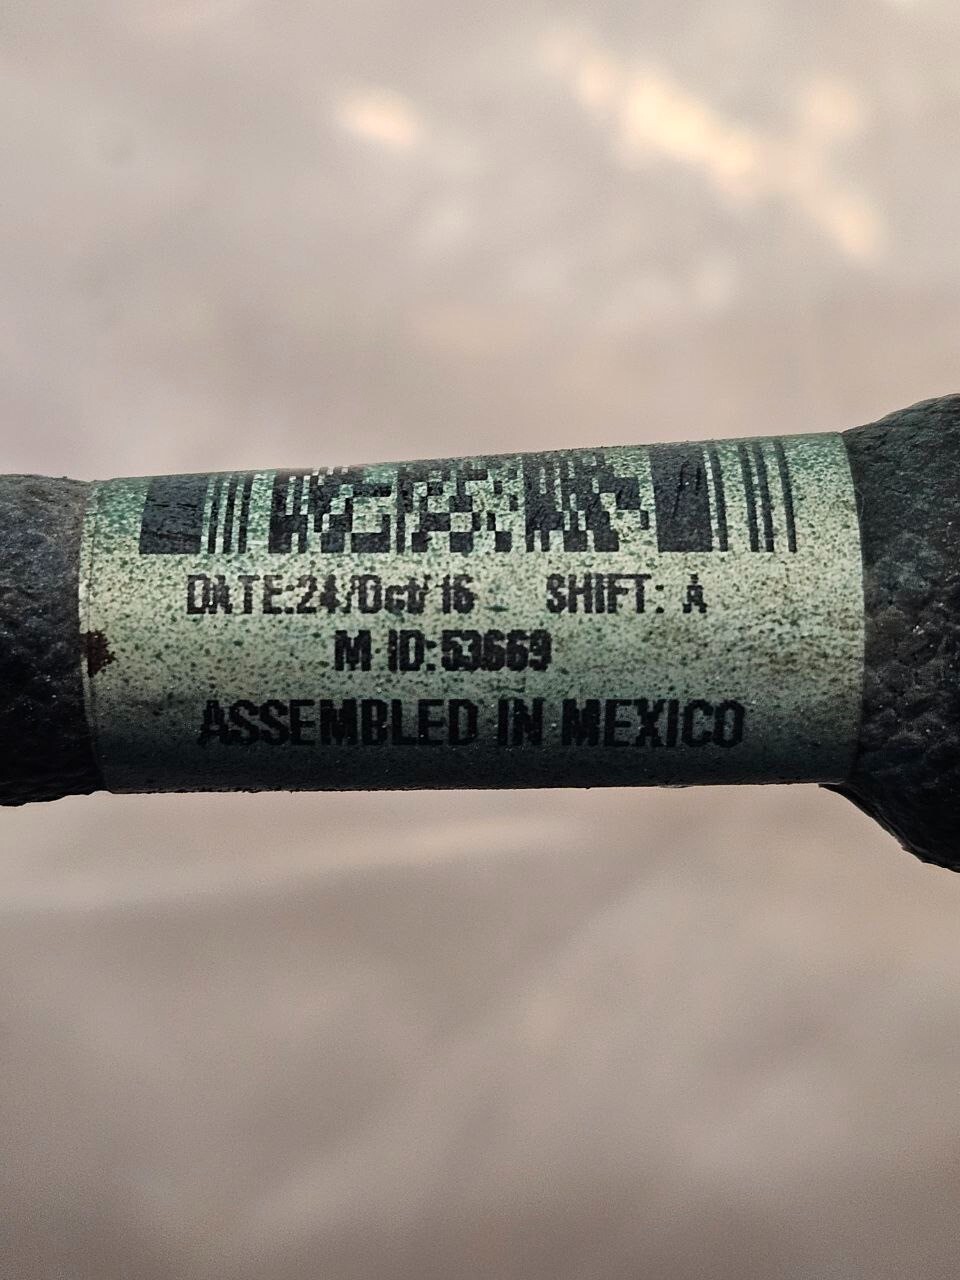 DATE:24/Oct/16 SHIFT: A
M ID:53669
ASSEMBLED IN MEXICO